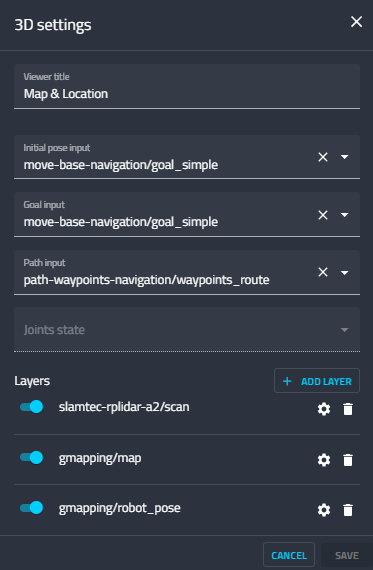 3D settings
Viewer title
Map & Location
Initial pose input
move-base-navigation/goal_simple
Goal input
move-base-navigation/goal_simple
Path input
path-waypoints-navigation/waypoints_route
Joints state
Layers
ADD LAYER
slamtec-rplidar-a2/scan
gmapping/map
gmapping/robot_pose
CANCEL
SAVE